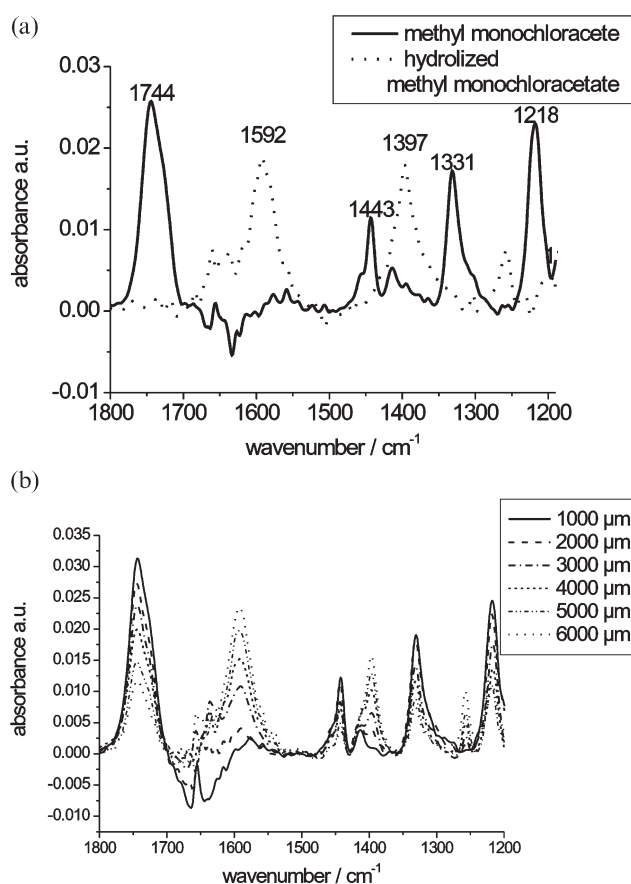 (a)
methyl monochloracete
hydrolized
methyl monochloracetate
0.03
0.02
0.01
0.00
-0.01
absorbance a.u.
1744
1592
1443
1397
1331
1218
1
1800
1700
1600
1500
1400
1300
1200
wavenumber / cm-1
(b)
1000 µm
2000 µm
3000 µm
4000 µm
5000 µm
6000 µm
0.035
0.030
0.025
0.020
0.015
0.010
0.005
0.000
-0.005
-0.010
absorbance a.u.
1800
1700
1600
1500
1400
1300
1200
wavenumber / cm-1